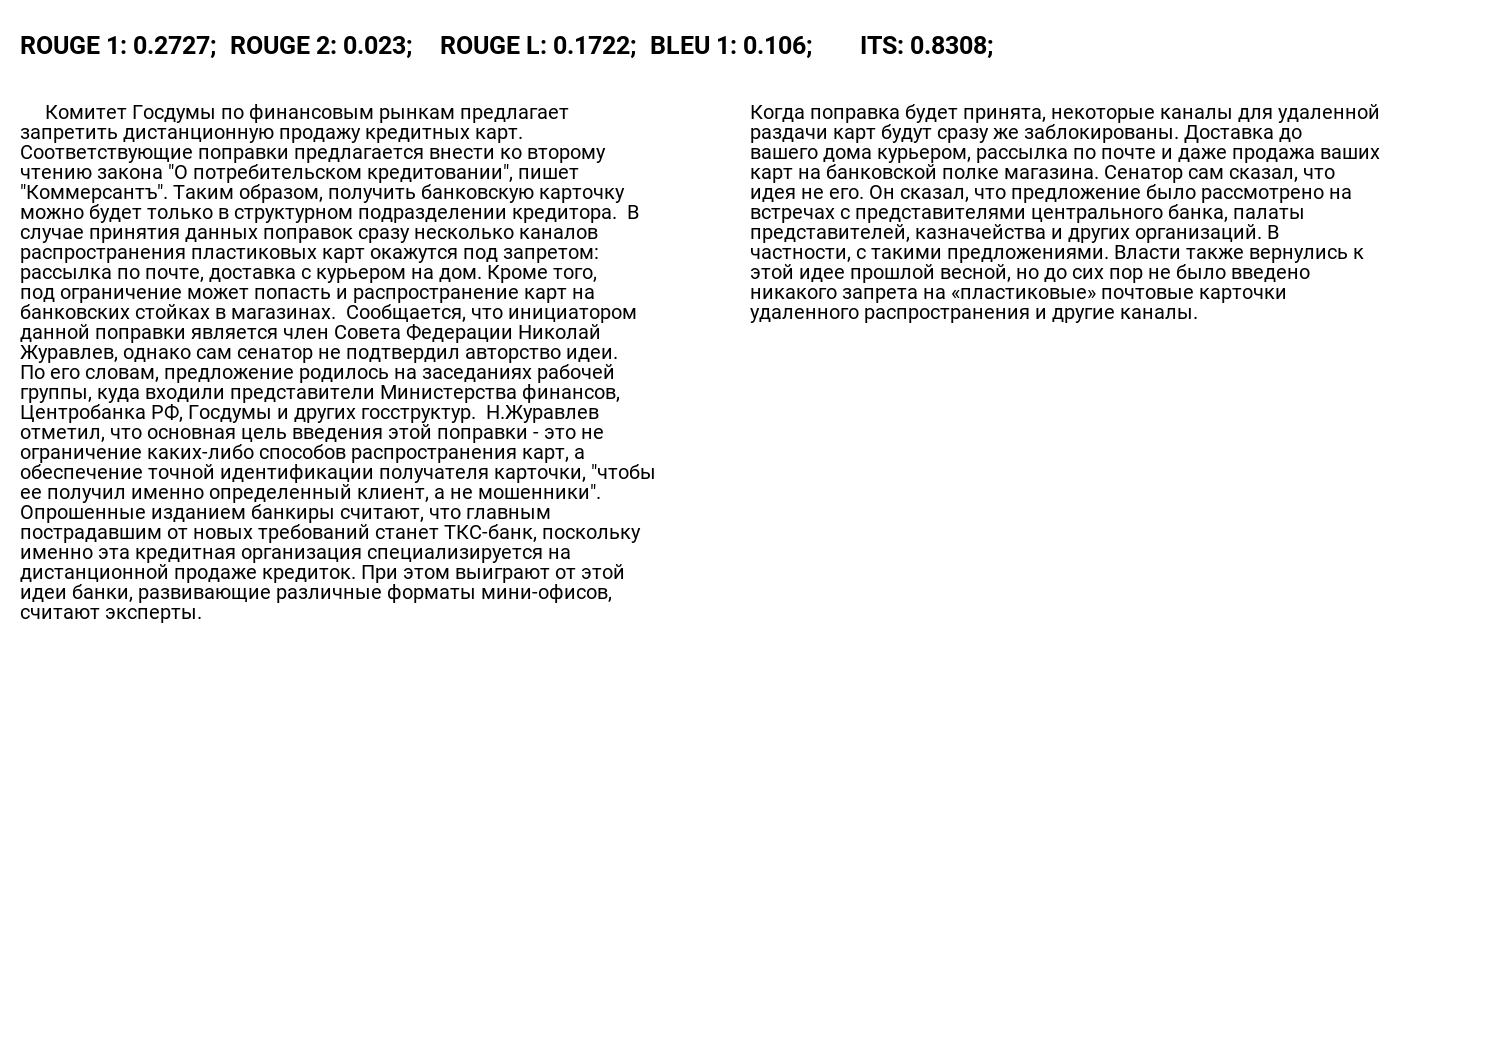 ROUGE 1: 0.2727; ROUGE 2: 0.023; ROUGE L: 0.1722; BLEU 1: 0.106; ITS: 0.8308;
Комитет Госдумы по финансовым рынкам предлагает
запретить дистанционную продажу кредитных карт.
Соответствующие поправки предлагается внести ко второму
чтению закона "О потребительском кредитовании", пишет
"Коммерсантъ". Таким образом, получить банковскую карточку
можно будет только в структурном подразделении кредитора. В
случае принятия данных поправок сразу несколько каналов
распространения пластиковых карт окажутся под запретом:
рассылка по почте, доставка с курьером на дом. Кроме того,
под ограничение может попасть и распространение карт на
банковских стойках в магазинах. Сообщается, что инициатором
данной поправки является член Совета Федерации Николай
Журавлев, однако сам сенатор не подтвердил авторство идеи.
По его словам, предложение родилось на заседаниях рабочей
группы, куда входили представители Министерства финансов,
Центробанка РФ, Госдумы и других госструктур. Н.Журавлев
отметил, что основная цель введения этой поправки - это не
ограничение каких-либо способов распространения карт, а
обеспечение точной идентификации получателя карточки, "чтобы
ее получил именно определенный клиент, а не мошенники".
Опрошенные изданием банкиры считают, что главным
пострадавшим от новых требований станет ТКС-банк, поскольку
именно эта кредитная организация специализируется на
дистанционной продаже кредиток. При этом выиграют от этой
идеи банки, развивающие различные форматы мини-офисов,
считают эксперты.
Когда поправка будет принята, некоторые каналы для удаленной
раздачи карт будут сразу же заблокированы. Доставка до
вашего дома курьером, рассылка по почте и даже продажа ваших
карт на банковской полке магазина. Сенатор сам сказал, что
идея не его. Он сказал, что предложение было рассмотрено на
встречах с представителями центрального банка, палаты
представителей, казначейства и других организаций. В
частности, с такими предложениями. Власти также вернулись к
этой идее прошлой весной, но до сих пор не было введено
никакого запрета на «пластиковые» почтовые карточки
удаленного распространения и другие каналы.